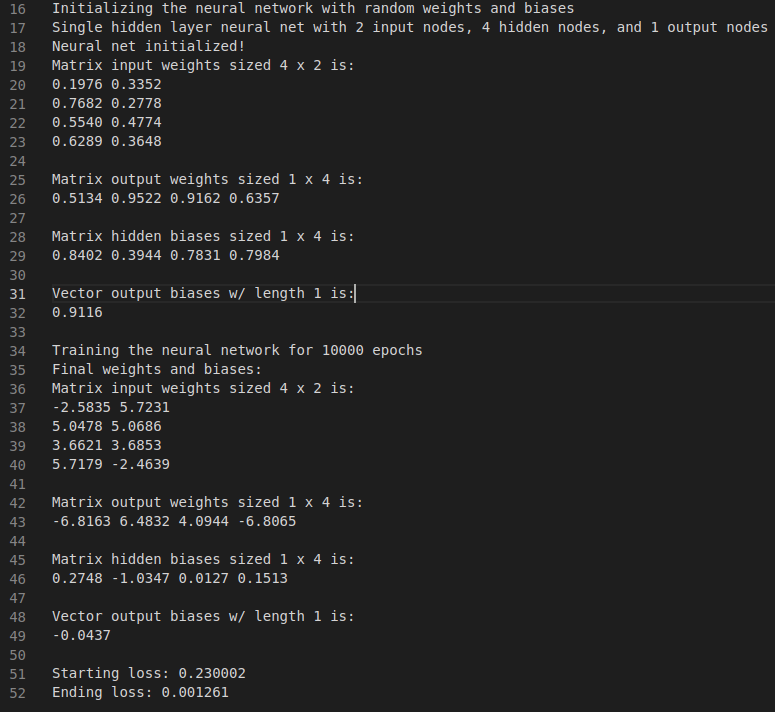 16 Initializing the neural network with random weights and biases
17 Single hidden layer neural net with 2 input nodes, 4 hidden nodes, and 1 output nodes
18 Neural net initialized!
19 Matrix input weights sized 4 x 2 is:
20 0.1976 0.3352
21 0.7682 0.2778
22 0.5540 0.4774
23 0.6289 0.3648
24
25 Matrix output weights sized 1 x 4 is:
26 0.5134 0.9522 0.9162 0.6357
27
28 Matrix hidden biases sized 1 x 4 is:
29 0.8402 0.3944 0.7831 0.7984
30
31 Vector output biases w/ length 1 is:
32 0.9116
33
34 Training the neural network for 10000 epochs
35 Final weights and biases:
36 Matrix input weights sized 4 x 2 is:
37 -2.5835 5.7231
38 5.0478 5.0686
39 3.6621 3.6853
40 5.7179 -2.4639
41
42 Matrix output weights sized 1 x 4 is:
43 -6.8163 6.4832 4.0944 -6.8065
44
45 Matrix hidden biases sized 1 x 4 is:
46 0.2748 -1.0347 0.0127 0.1513
47
48 Vector output biases w/ length 1 is:
49 -0.0437
50
51 Starting loss: 0.230002
52 Ending loss: 0.001261